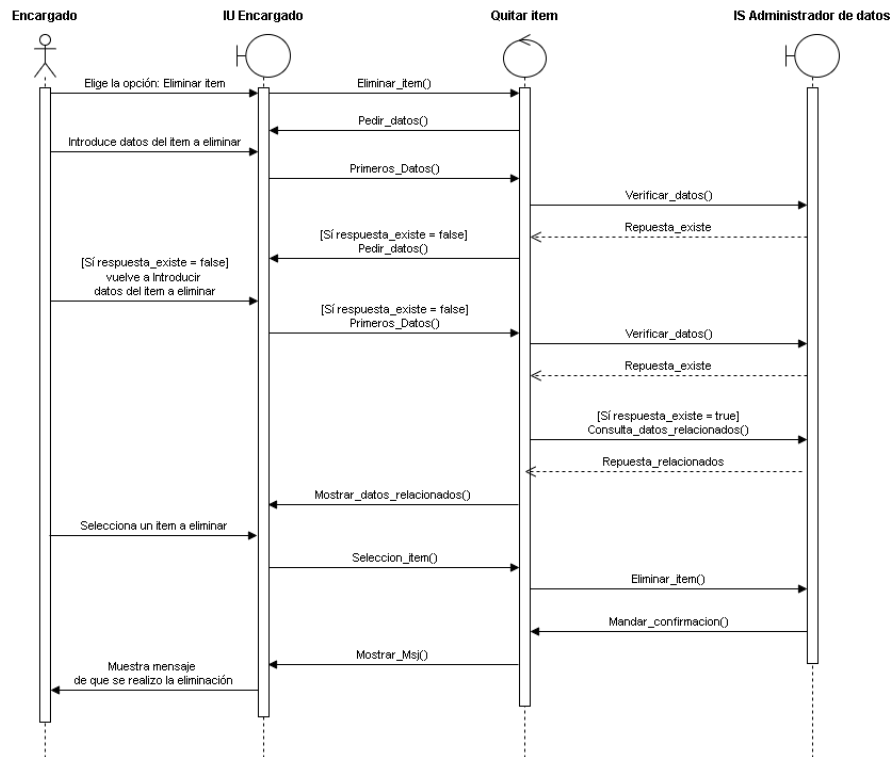 Encargado
IU Encargado
Quitar item
IS Administrador de datos
Elige la opción: Eliminar item
Eliminar_item()
Pedir_datos()
Introduce datos del item a eliminar
Primeros_Datos()
Verificar_datos()
Repuesta_existe
[Sí respuesta_existe = false]
Pedir_datos()
[Sí respuesta_existe = false]
vuelve a Introducir
datos del item a eliminar
[Sí respuesta_existe = false]
Primeros_Datos()
Verificar_datos()
Repuesta_existe
[Sí respuesta_existe = true]
Consulta_datos_relacionados()
Repuesta_relacionados
Mostrar_datos_relacionados()
Selecciona un item a eliminar
Seleccion_item()
Eliminar_item()
Mandar_confirmacion()
Mostrar_Msj()
Muestra mensaje
de que se realizo la eliminación